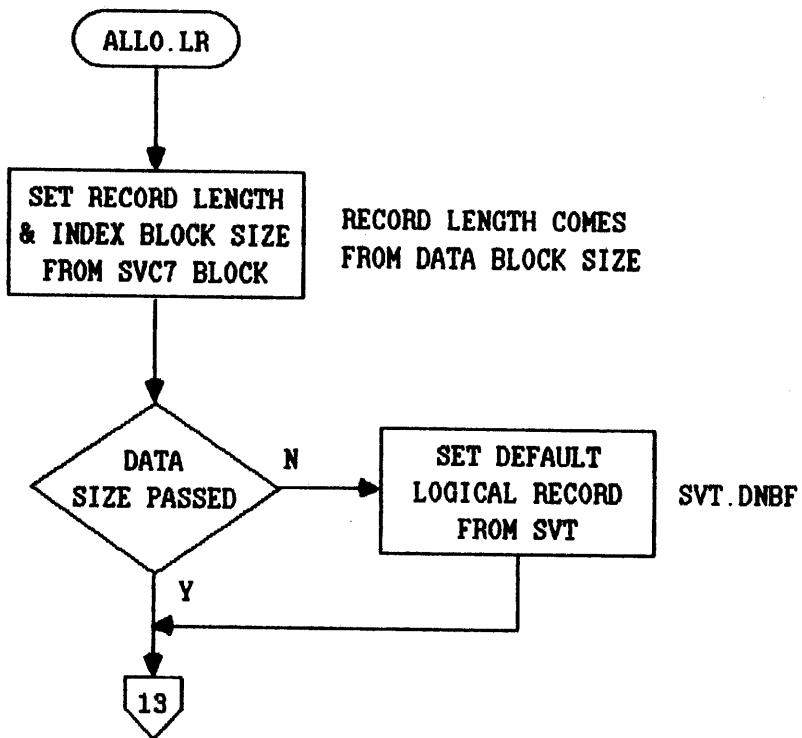 ALLO.LR
SET RECORD LENGTH
& INDEX BLOCK SIZE
FROM SVC7 BLOCK
RECORD LENGTH COMES
FROM DATA BLOCK SIZE
DATA
SIZE PASSED
N
SET DEFAULT
LOGICAL RECORD
FROM SVT
SVT.DNBF
Y
13